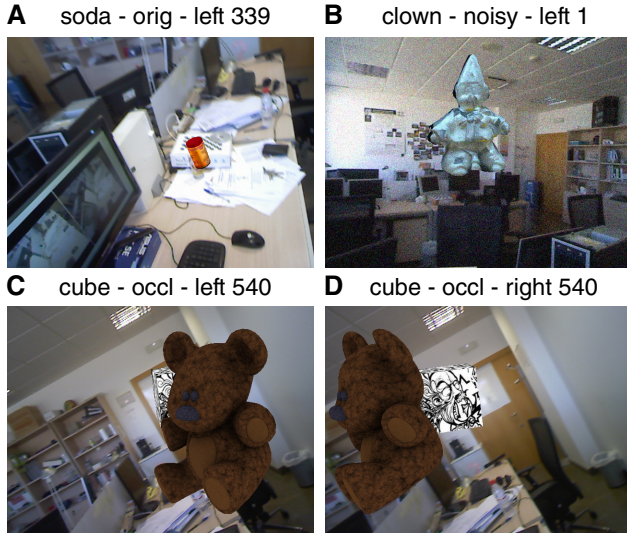 A soda - orig - left 339
B clown - noisy - left 1
C cube - occl - left 540
D cube - occl - right 540